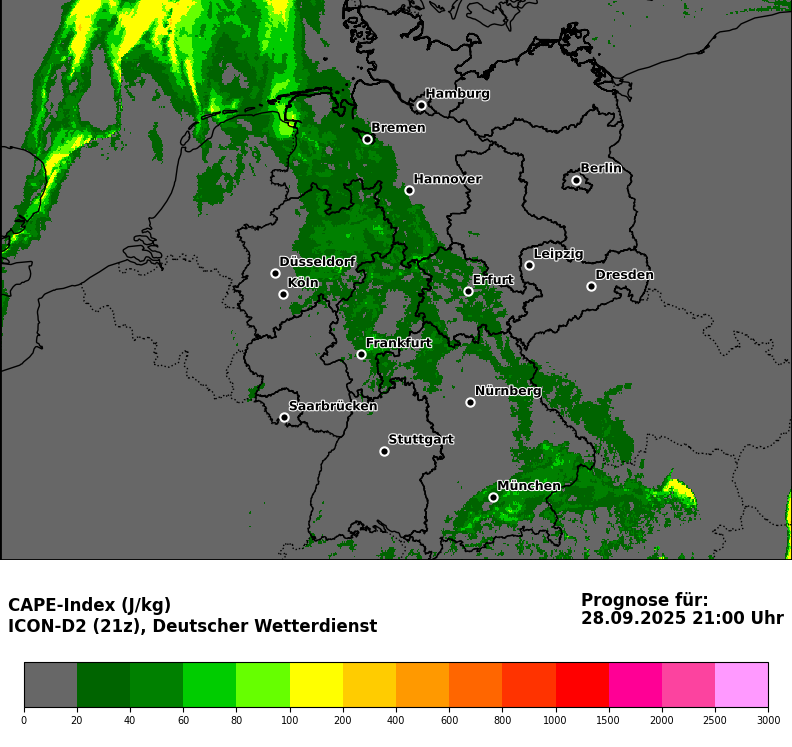 Hamburg
Bremen
Berlin
Hannover
Leipzig
Düsseldorf
Dresden
Köln
Erfurt
Frankfurt
Nürnberg
Saarbrücken
Stuttgart
München
CAPE-Index (J/kg)
ICON-D2 (21z), Deutscher Wetterdienst
Prognose für:
28.09.2025 21:00 Uhr
0 20 40 60 80 100 200 400 600 800 1000 1500 2000 2500 3000